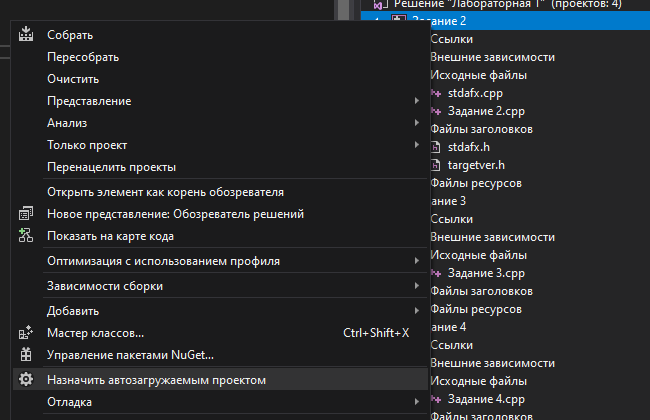 Решение "Лабораторная 1" (проектов: 4)
Задание 2
Ссылки
Внешние зависимости
Исходные файлы
stdafx.cpp
Задание 2.cpp
Файлы заголовков
stdafx.h
targetver.h
Файлы ресурсов
ание 3
Ссылки
Внешние зависимости
Исходные файлы
Задание 3.cpp
Файлы заголовков
Файлы ресурсов
ание 4
Ссылки
Внешние зависимости
Исходные файлы
Задание 4.cpp
Файлы заголовков
Собрать
Пересобрать
Очистить
Представление
Анализ
Только проект
Перенацелить проекты
Открыть элемент как корень обозревателя
Новое представление: Обозреватель решений
Показать на карте кода
Оптимизация с использованием профиля
Зависимости сборки
Добавить
Мастер классов... Ctrl+Shift+X
Управление пакетами NuGet...
Назначить автозагружаемым проектом
Отладка